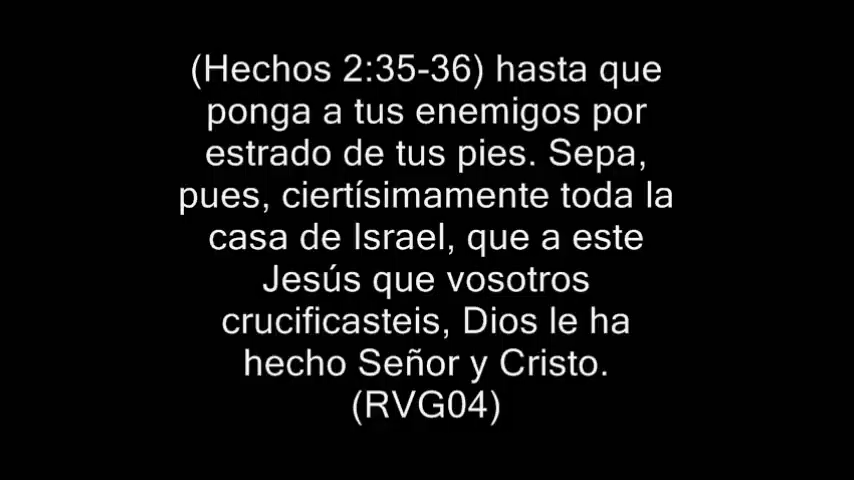 (Hechos 2:35-36) hasta que
ponga a tus enemigos por
estrado de tus pies. Sepa,
pues, ciertísimamente toda la
casa de Israel, que a este
Jesús que vosotros
crucificasteis, Dios le ha
hecho Señor y Cristo.
(RVG04)